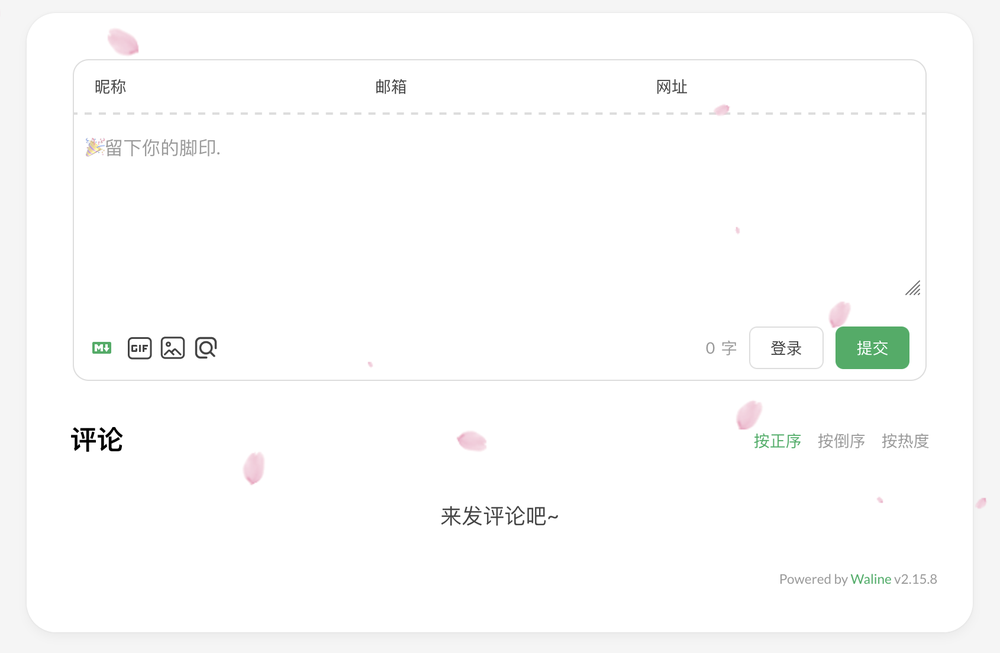 昵称 邮箱 网址
🎉留下你的脚印.
M↓ GIF 0 字 登录 提交
评论 按正序 按倒序 按热度
来发评论吧~
Powered by Waline v2.15.8